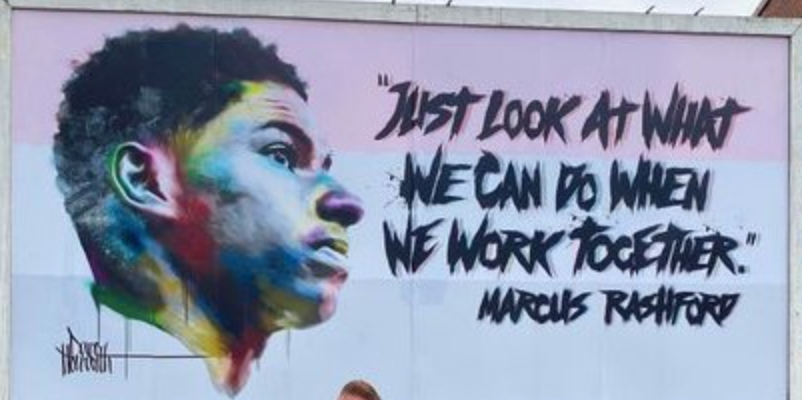 "JUST LOOK AT WHAT
WE CAN DO WHEN
WE WORK TOGETHER."
MARCUS RASHFORD